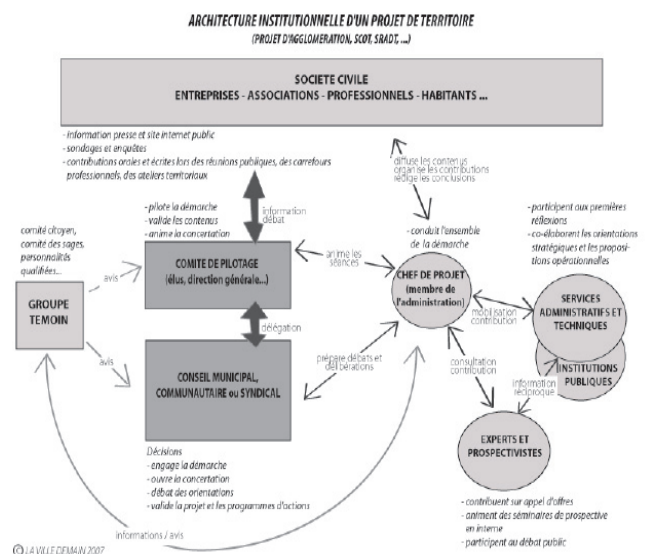 ARCHITECTURE INSTITUTIONNELLE D'UN PROJET DE TERRITOIRE
(PROJET D'AGGLOMERATION, SCOT, SRADT, ...)
SOCIETE CIVILE
ENTREPRISES - ASSOCIATIONS - PROFESSIONNELS - HABITANTS ...
- information presse et site internet public
- sondages et enquêtes
- contributions orales et écrites lors des réunions publiques, des carrefours
professionnels, des ateliers territoriaux
diffuse les contenus
organise les contributions
rédige les conclusions
- pilote la démarche
- valide les contenus
- anime la concertation
information
débat
- conduit l'ensemble
de la démarche
- participent aux premières
réflexions
- co-élaborent les orientations
stratégiques et les proposi-
tions opérationnelles
comité citoyen,
comité des sages,
personnalités
qualifiées...
GROUPE
TEMOIN
avis
avis
COMITE DE PILOTAGE
(élus, direction générale...)
anime les
séances
CHEF DE PROJET
(membre de
l'administration)
mobilisation
contribution
SERVICES
ADMINISTRATIFS ET
TECHNIQUES
INSTITUTIONS
PUBLIQUES
délégation
CONSEIL MUNICIPAL,
COMMUNAUTAIRE ou SYNDICAL
prépare débats et
délibérations
consultation
contribution
information
réciproque
EXPERTS ET
PROSPECTIVISTES
Décisions
- engage la démarche
- ouvre la concertation
- débat des orientations
- valide la projet et les programmes d'actions
- contribuent sur appel d'offres
- animent des séminaires de prospective
en interne
- participent au débat public
informations / avis
© LA VILLE DEMAIN 2007